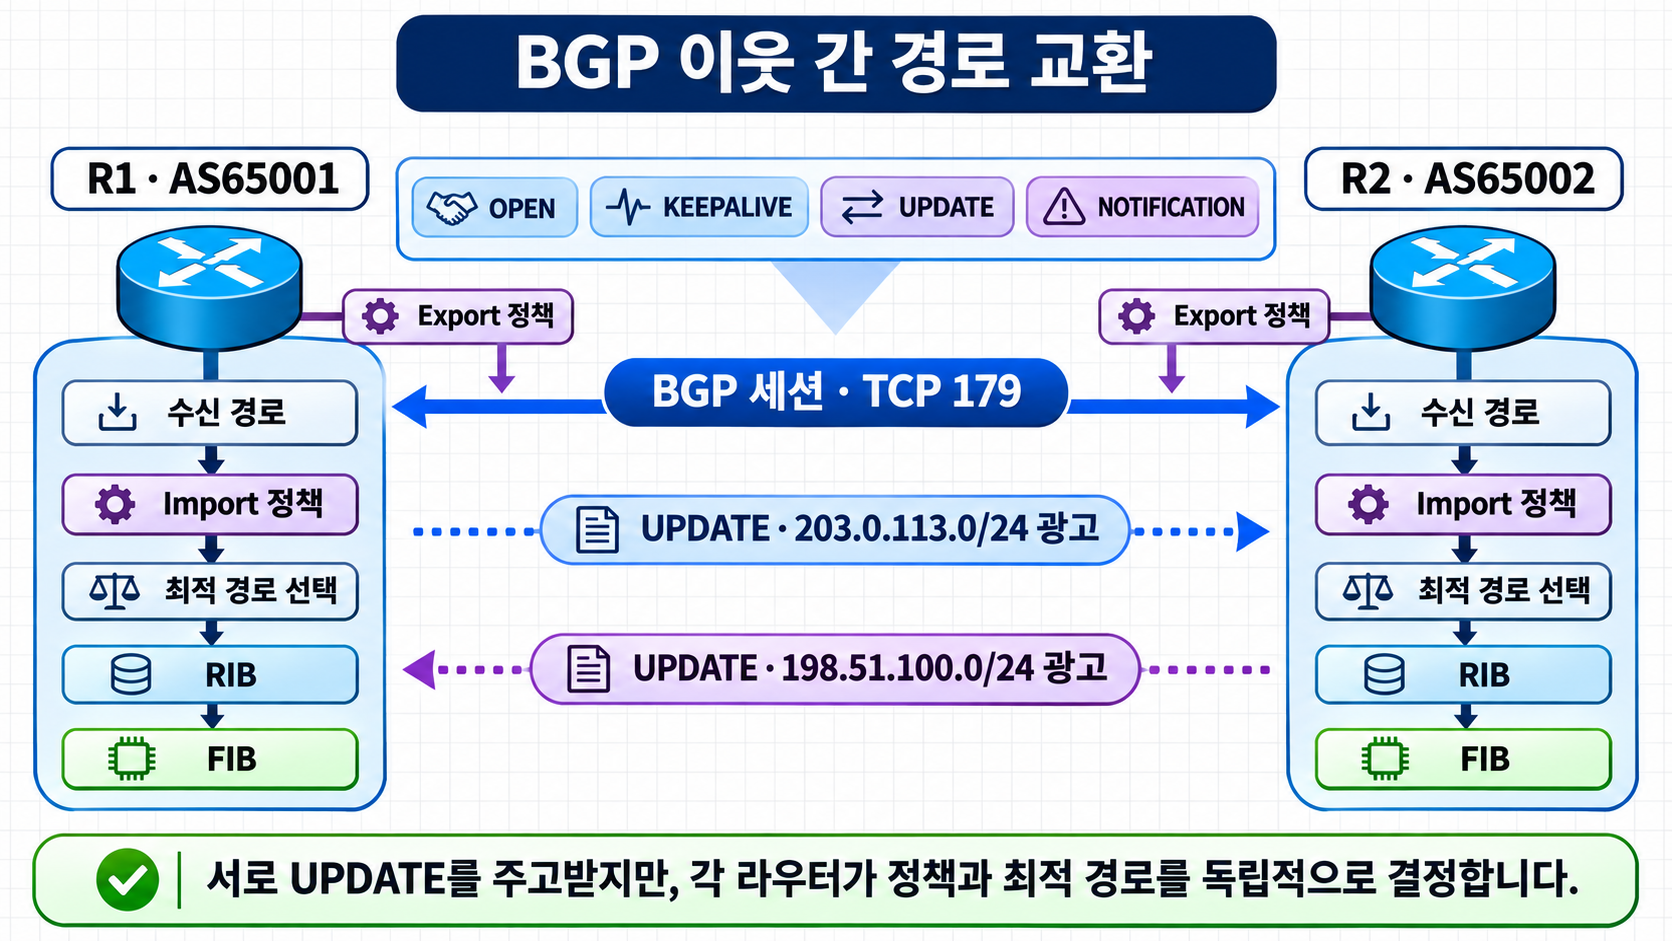 BGP 이웃 간 경로 교환
R1 · AS65001
OPEN
KEEPALIVE
UPDATE
NOTIFICATION
R2 · AS65002
Export 정책
Export 정책
BGP 세션 · TCP 179
수신 경로
Import 정책
최적 경로 선택
RIB
FIB
UPDATE · 203.0.113.0/24 광고
UPDATE · 198.51.100.0/24 광고
수신 경로
Import 정책
최적 경로 선택
RIB
FIB
서로 UPDATE를 주고받지만, 각 라우터가 정책과 최적 경로를 독립적으로 결정합니다.